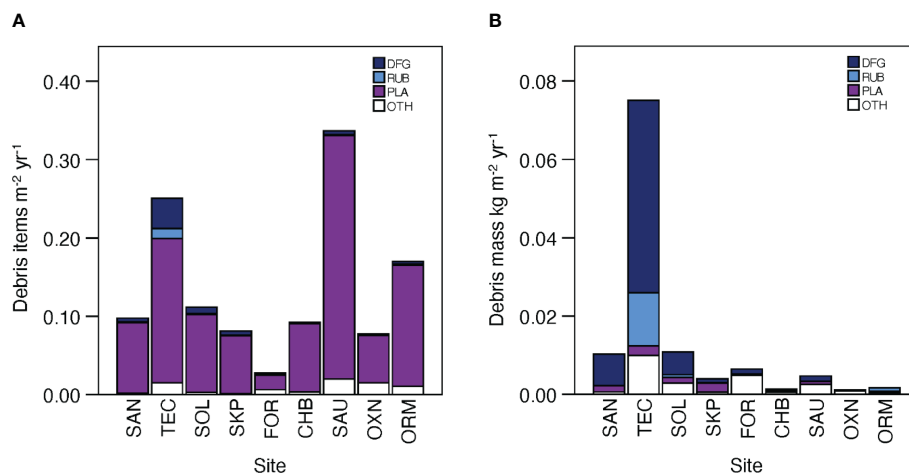 A
Debris items m-2 yr-1
0.40
0.30
0.20
0.10
0.00
DFG
RUB
PLA
OTH
SAN
TEC
SOL
SKP
FOR
CHB
SAU
OXN
ORM
Site
B
Debris mass kg m-2 yr-1
0.08
0.06
0.04
0.02
0.00
DFG
RUB
PLA
OTH
SAN
TEC
SOL
SKP
FOR
CHB
SAU
OXN
ORM
Site